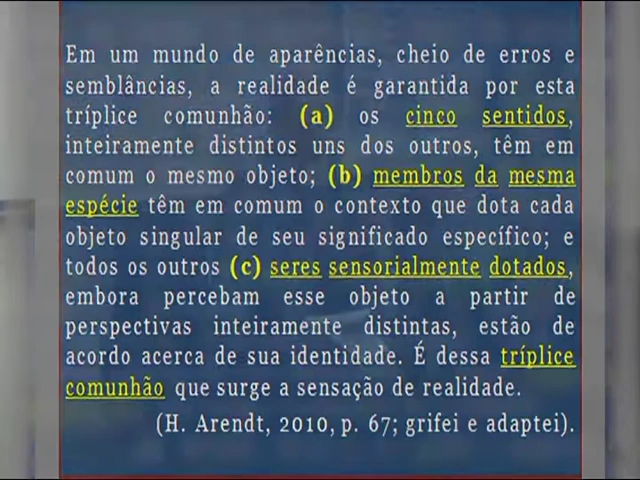 Em um mundo de aparências, cheio de erros e
semblâncias, a realidade é garantida por esta
tríplice comunhão: (a) os cinco sentidos,
inteiramente distintos uns dos outros, têm em
comum o mesmo objeto; (b) membros da mesma
espécie têm em comum o contexto que dota cada
objeto singular de seu significado específico; e
todos os outros (c) seres sensorialmente dotados,
embora percebam esse objeto a partir de
perspectivas inteiramente distintas, estão de
acordo acerca de sua identidade. É dessa tríplice
comunhão que surge a sensação de realidade.
(H. Arendt, 2010, p. 67; grifei e adaptei).